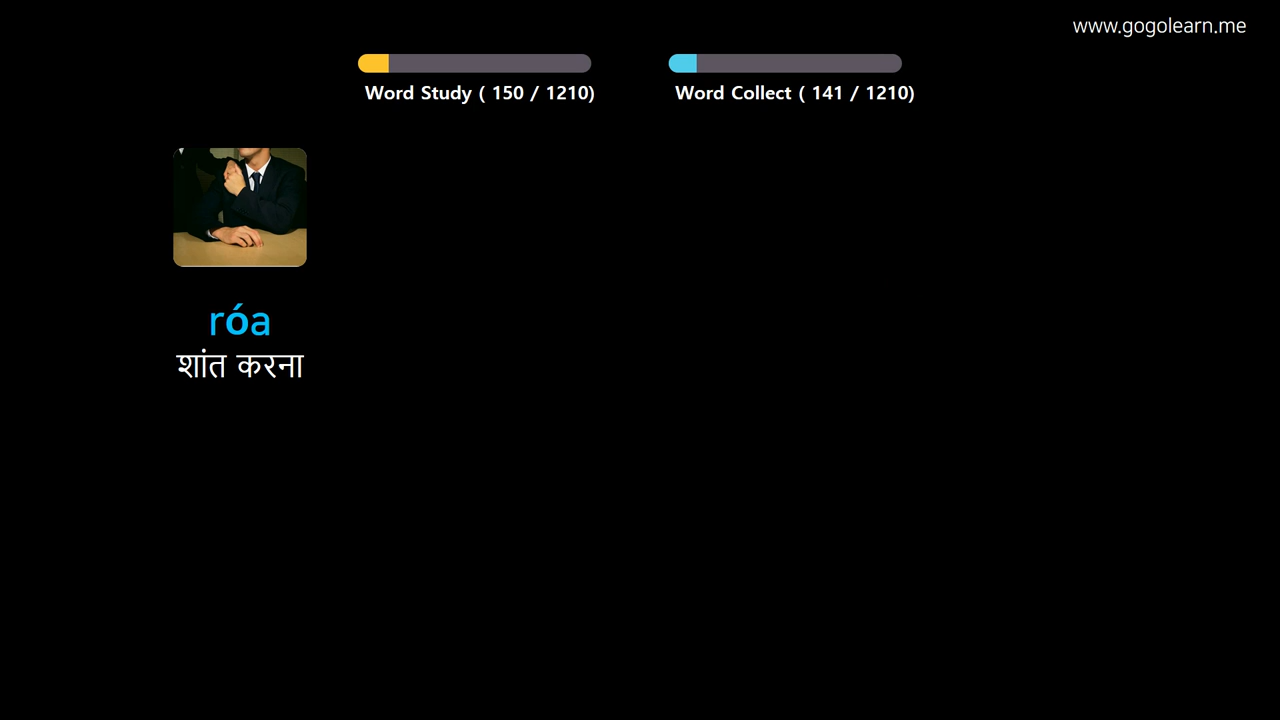 www.gogolearn.me
Word Study ( 150 / 1210)
Word Collect ( 141 / 1210)
róa
शांत करना